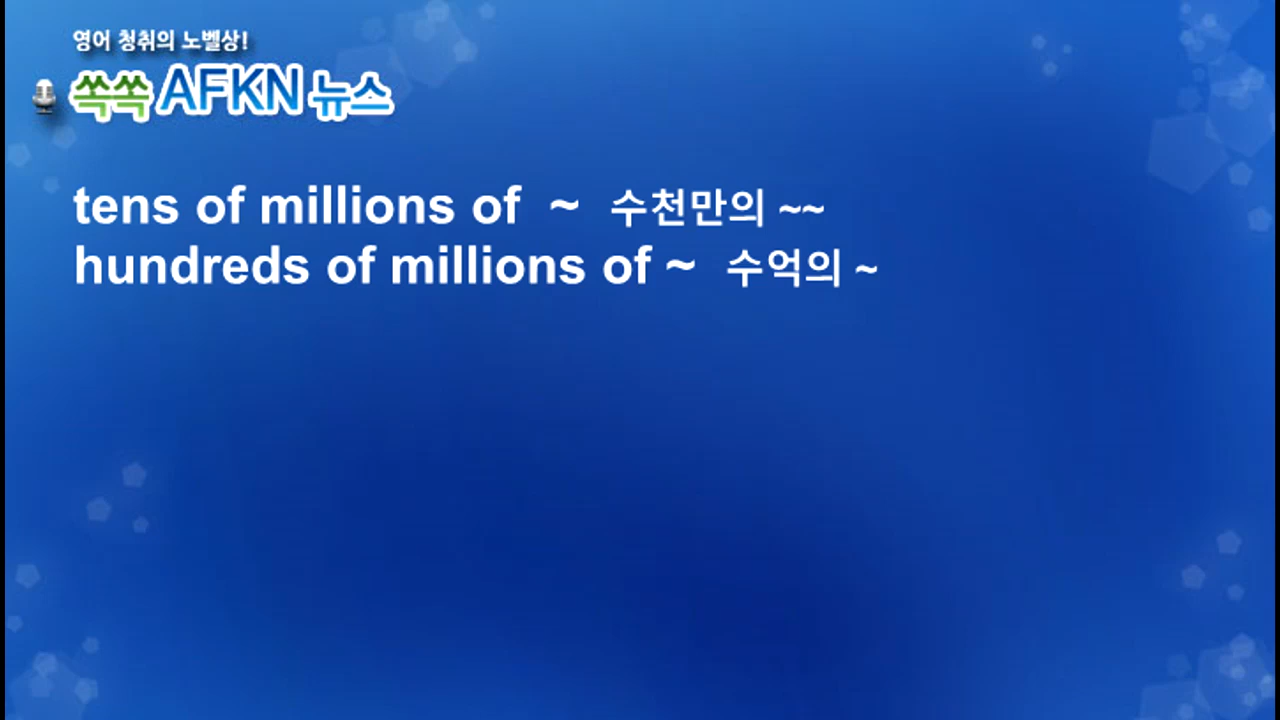 영어 청취의 노벨상!
쏙쏙 AFKN 뉴스
tens of millions of ~ 수천만의 ~~
hundreds of millions of ~ 수억의 ~